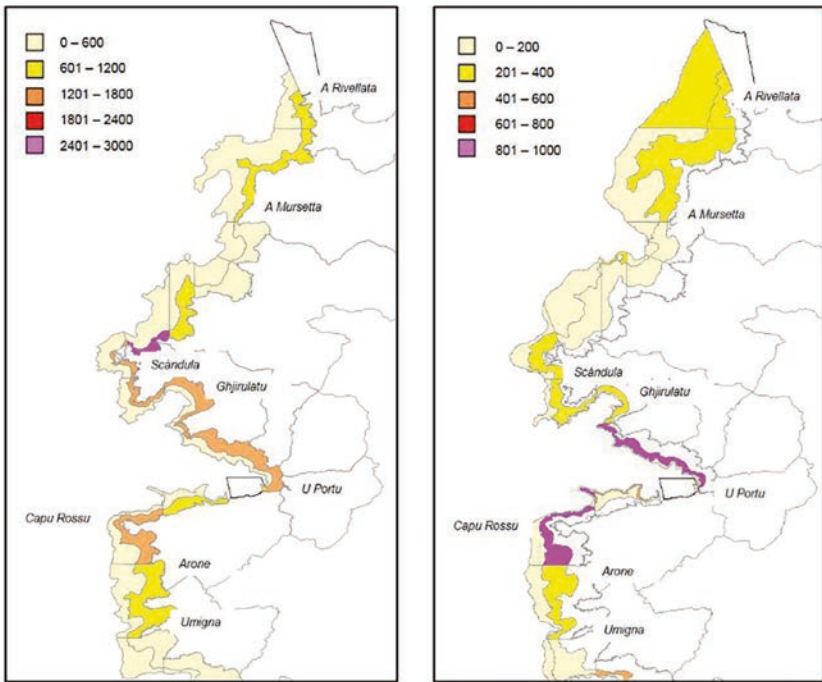 0 – 600
601 – 1200
1201 – 1800
1801 – 2400
2401 – 3000
A Rivellata
A Mursetta
Scàndula
Ghjirulatu
U Portu
Capu Rossu
Arone
Umigna
0 – 200
201 – 400
401 – 600
601 – 800
801 – 1000
A Rivellata
A Mursetta
Scàndula
Ghjirulatu
U Portu
Capu Rossu
Arone
Umigna